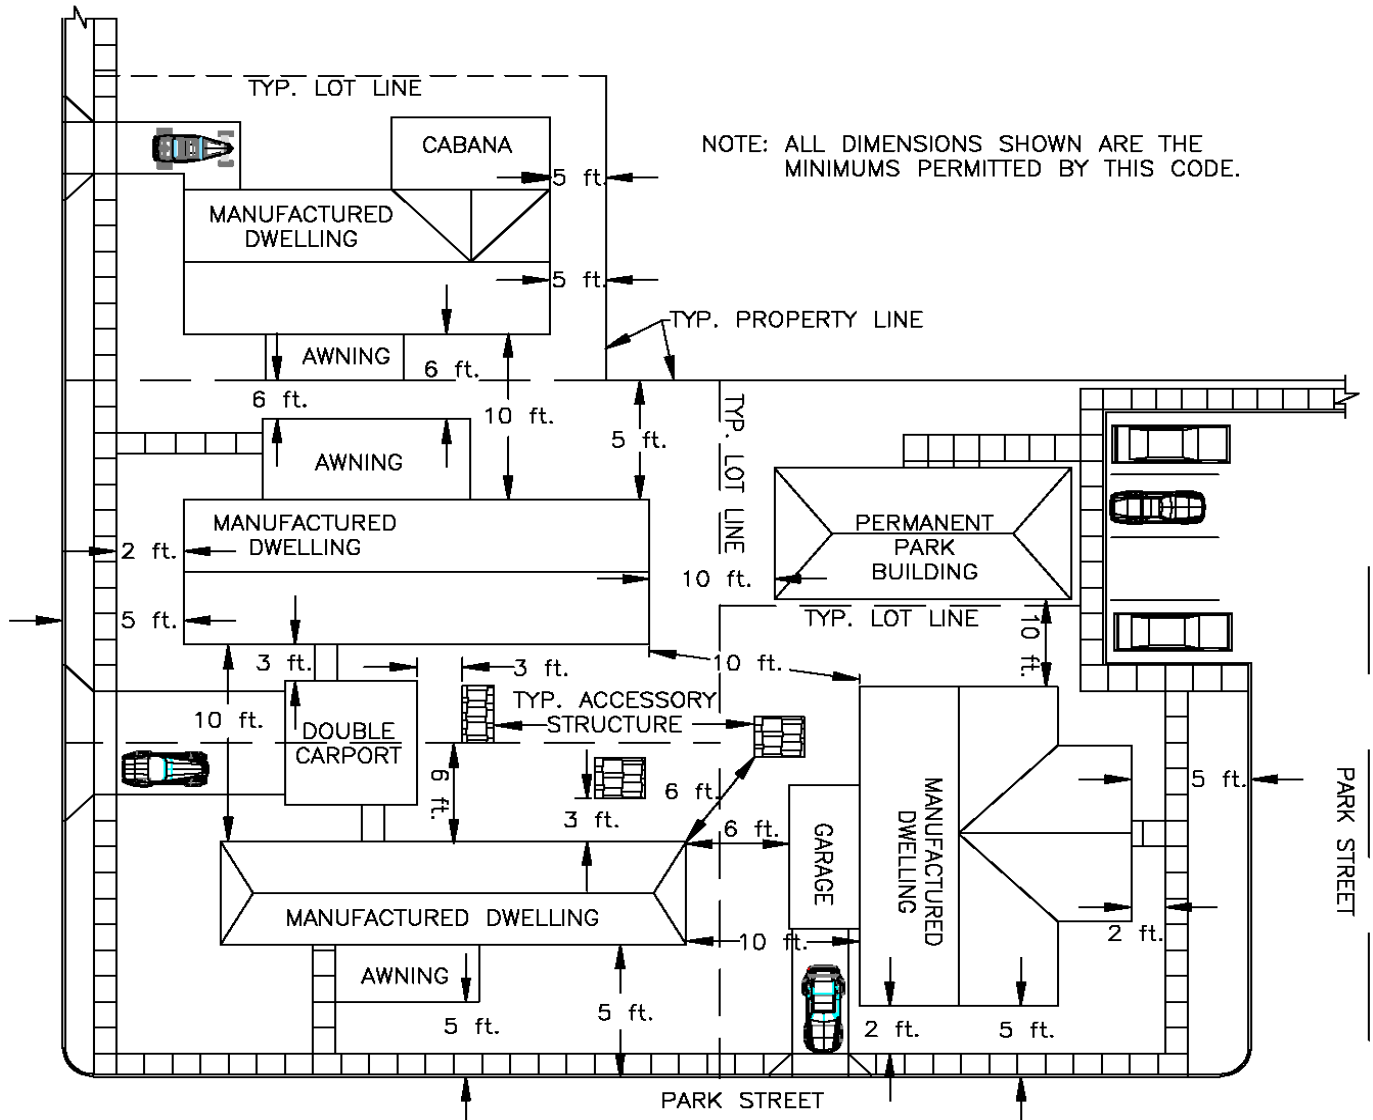 TYP. LOT LINE
CABANA
NOTE: ALL DIMENSIONS SHOWN ARE THE
MINIMUMS PERMITTED BY THIS CODE.
5 ft.
MANUFACTURED
DWELLING
5 ft.
TYP. PROPERTY LINE
AWNING
6 ft.
6 ft.
10 ft.
5 ft.
TYP. LOT LINE
AWNING
MANUFACTURED
DWELLING
PERMANENT
PARK
BUILDING
2 ft.
10 ft.
5 ft.
TYP. LOT LINE
10 ft.
3 ft.
3 ft.
10 ft.
TYP. ACCESSORY
STRUCTURE
10 ft.
DOUBLE
CARPORT
6 ft.
6 ft.
3 ft.
6 ft.
GARAGE
MANUFACTURED
DWELLING
5 ft.
PARK STREET
MANUFACTURED DWELLING
2 ft.
10 ft.
AWNING
5 ft.
5 ft.
2 ft.
5 ft.
PARK STREET